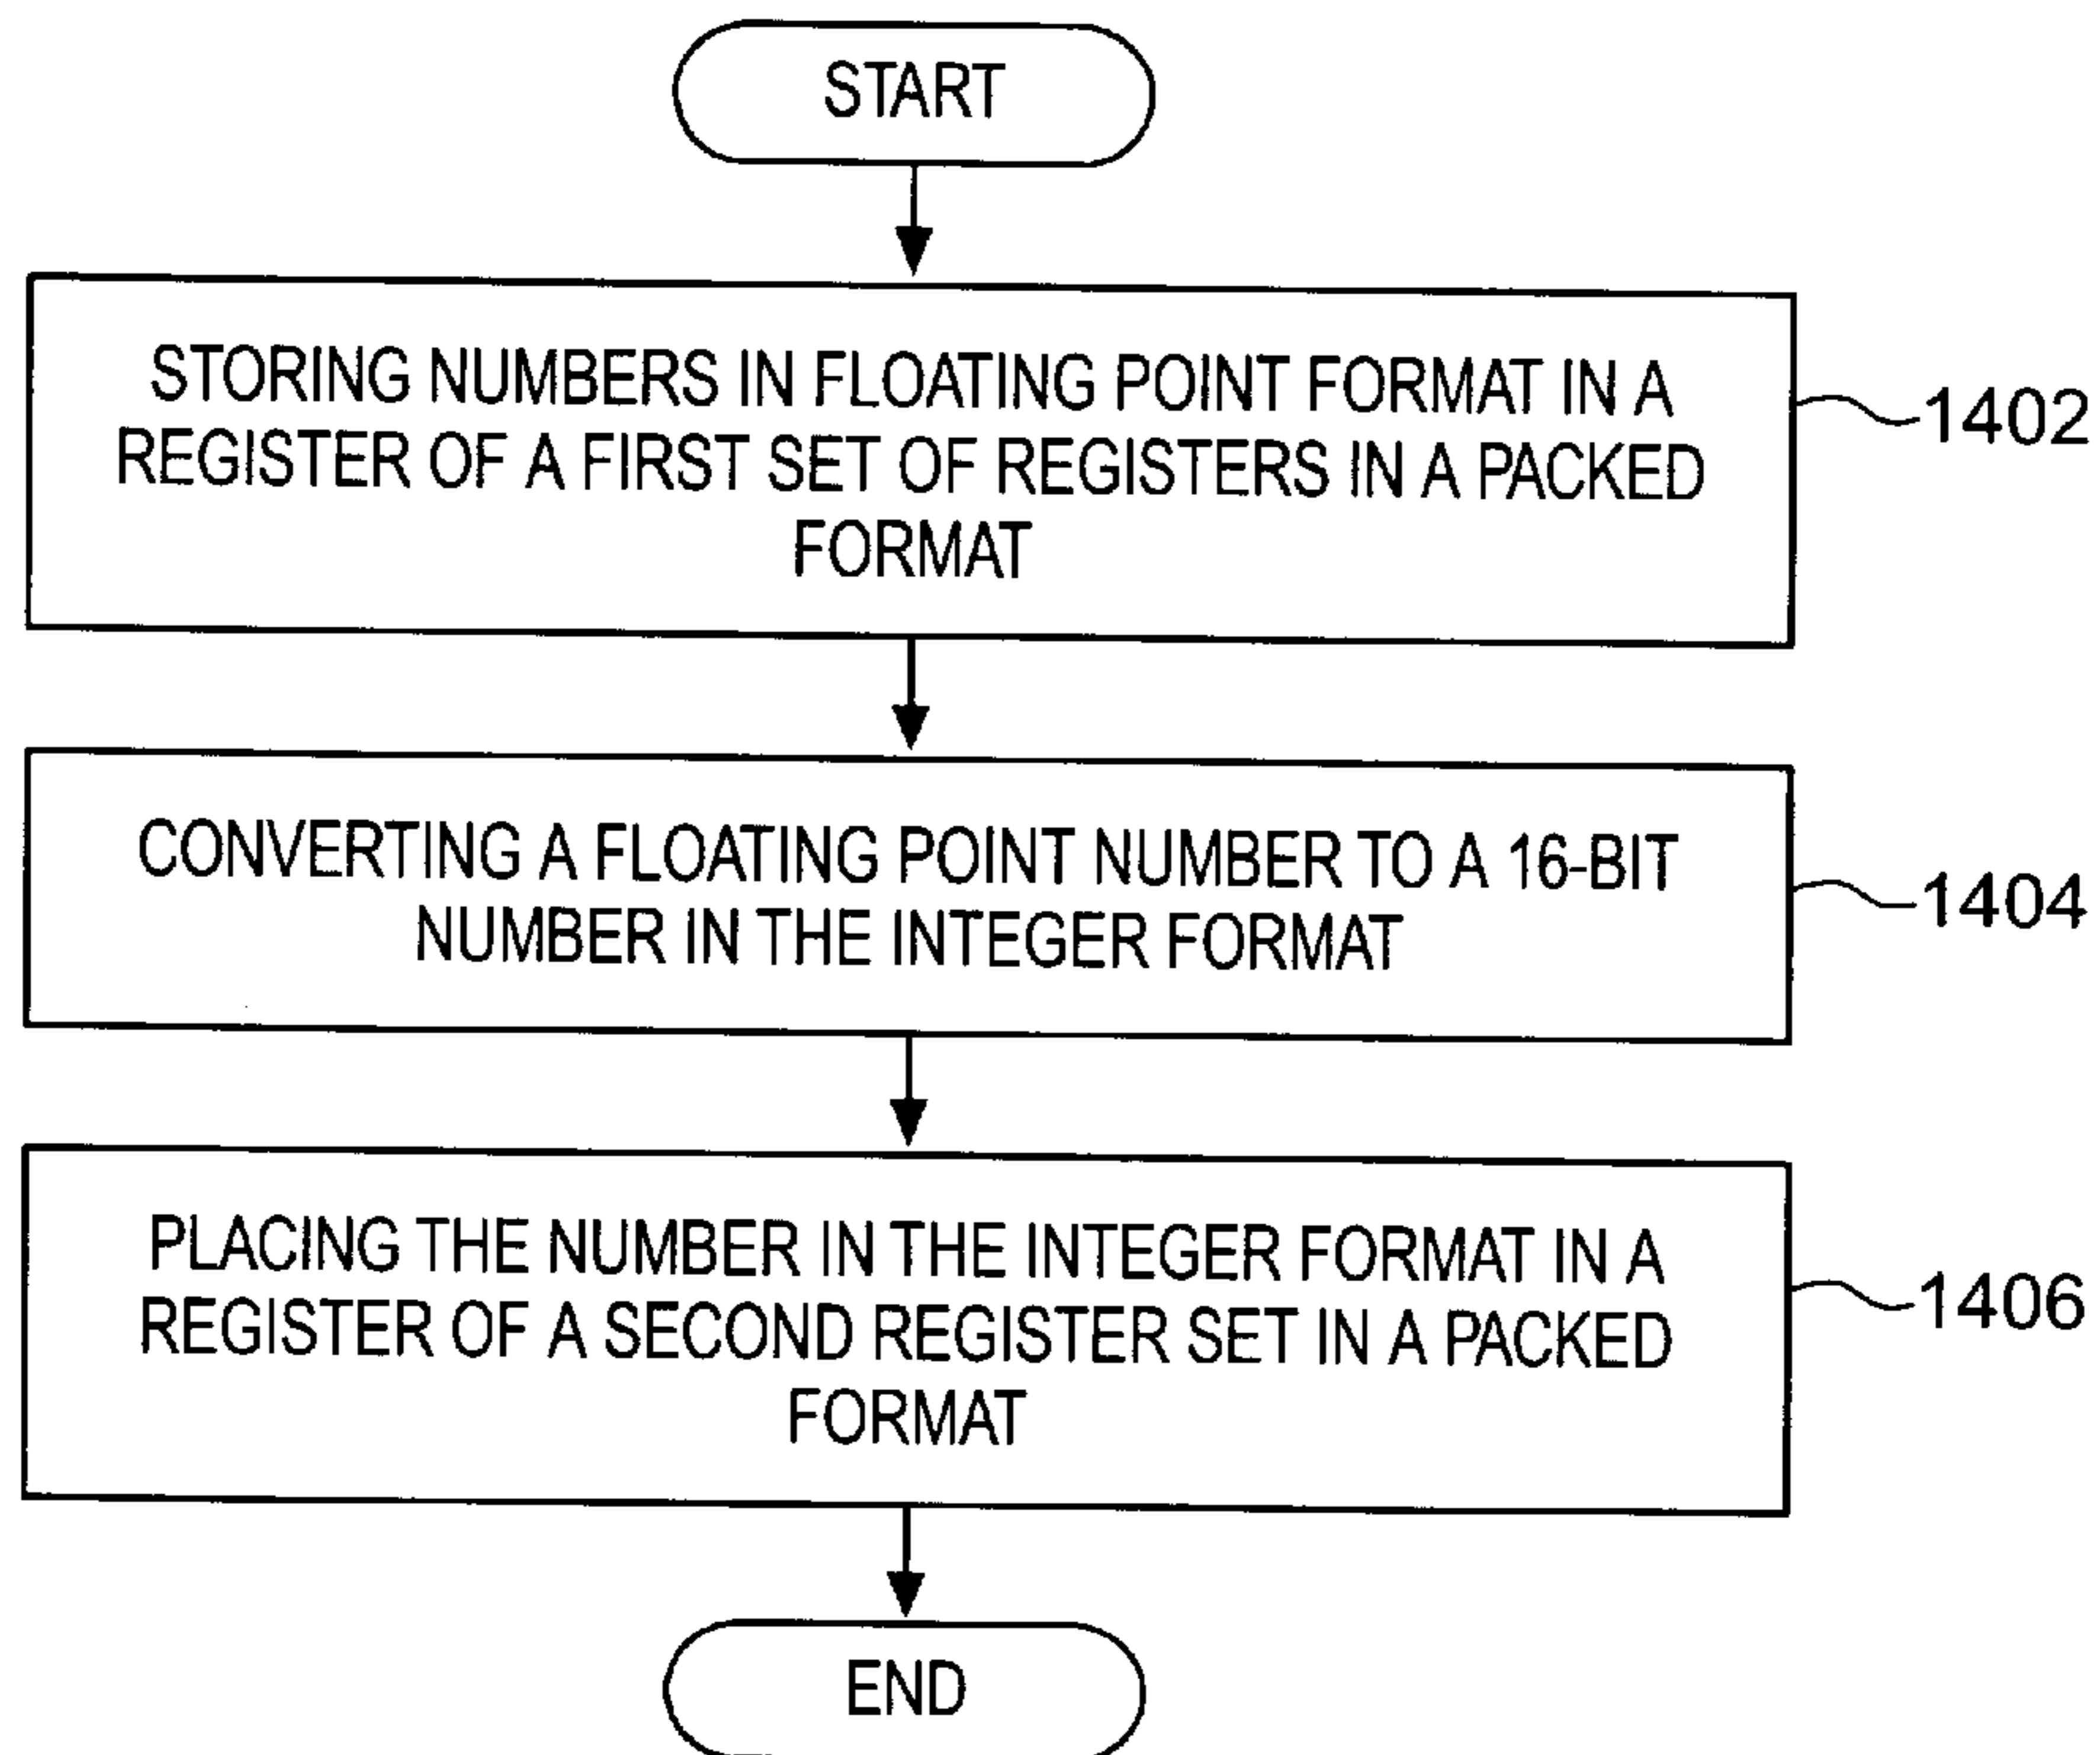 START
STORING NUMBERS IN FLOATING POINT FORMAT IN A
REGISTER OF A FIRST SET OF REGISTERS IN A PACKED
FORMAT
1402
CONVERTING A FLOATING POINT NUMBER TO A 16-BIT
NUMBER IN THE INTEGER FORMAT
1404
PLACING THE NUMBER IN THE INTEGER FORMAT IN A
REGISTER OF A SECOND REGISTER SET IN A PACKED
FORMAT
1406
END